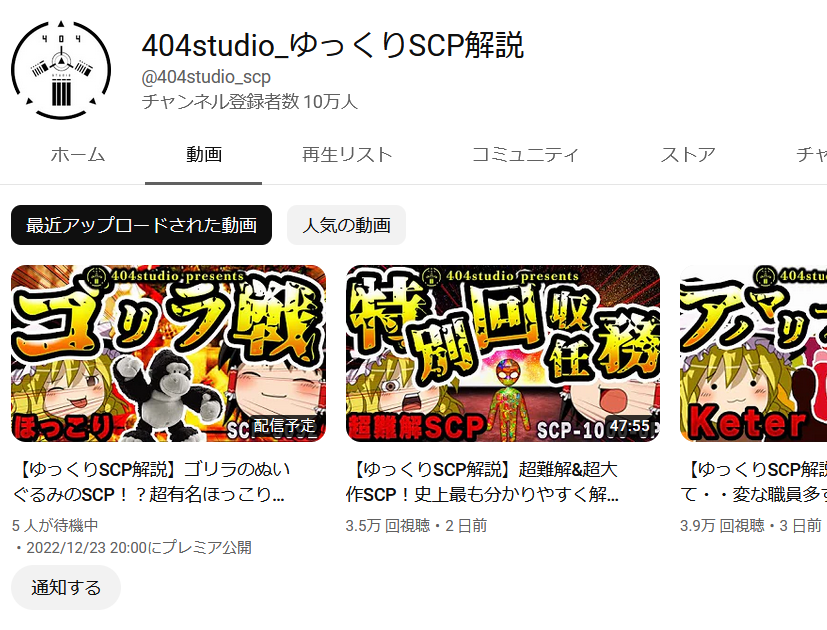 404
studio
404studio_ゆっくりSCP解説
@404studio_scp
チャンネル登録者数 10万人
ホーム
動画
再生リスト
コミュニティ
ストア
チャ
最近アップロードされた動画
人気の動画
404studio presents
ゴリラ戦
ほっこり
SC
配信予定
【ゆっくりSCP解説】ゴリラのぬい
ぐるみのSCP！？超有名ほっこり...
5 人が待機中
・2022/12/23 20:00にプレミア公開
通知する
404studio presents
特別回収任務
超難解SCP
SCP-10
47:55
【ゆっくりSCP解説】超難解&超大
作SCP！史上最も分かりやすく解...
3.5万 回視聴・2 日前
404stu
アノマリ
Keter
【ゆっくりSCP解説
て・・変な職員多す
3.9万 回視聴・3 日前